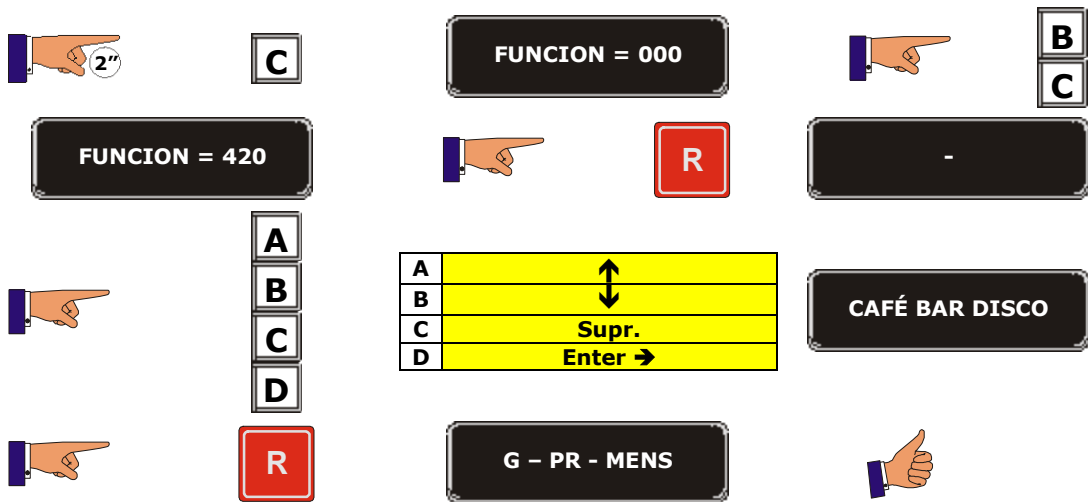 2”
C
FUNCION = 000
B
C
FUNCION = 420
R
-
A
B
C
D
A ↑
B ↓
C Supr.
D Enter ➔
CAFÉ BAR DISCO
R
G – PR - MENS